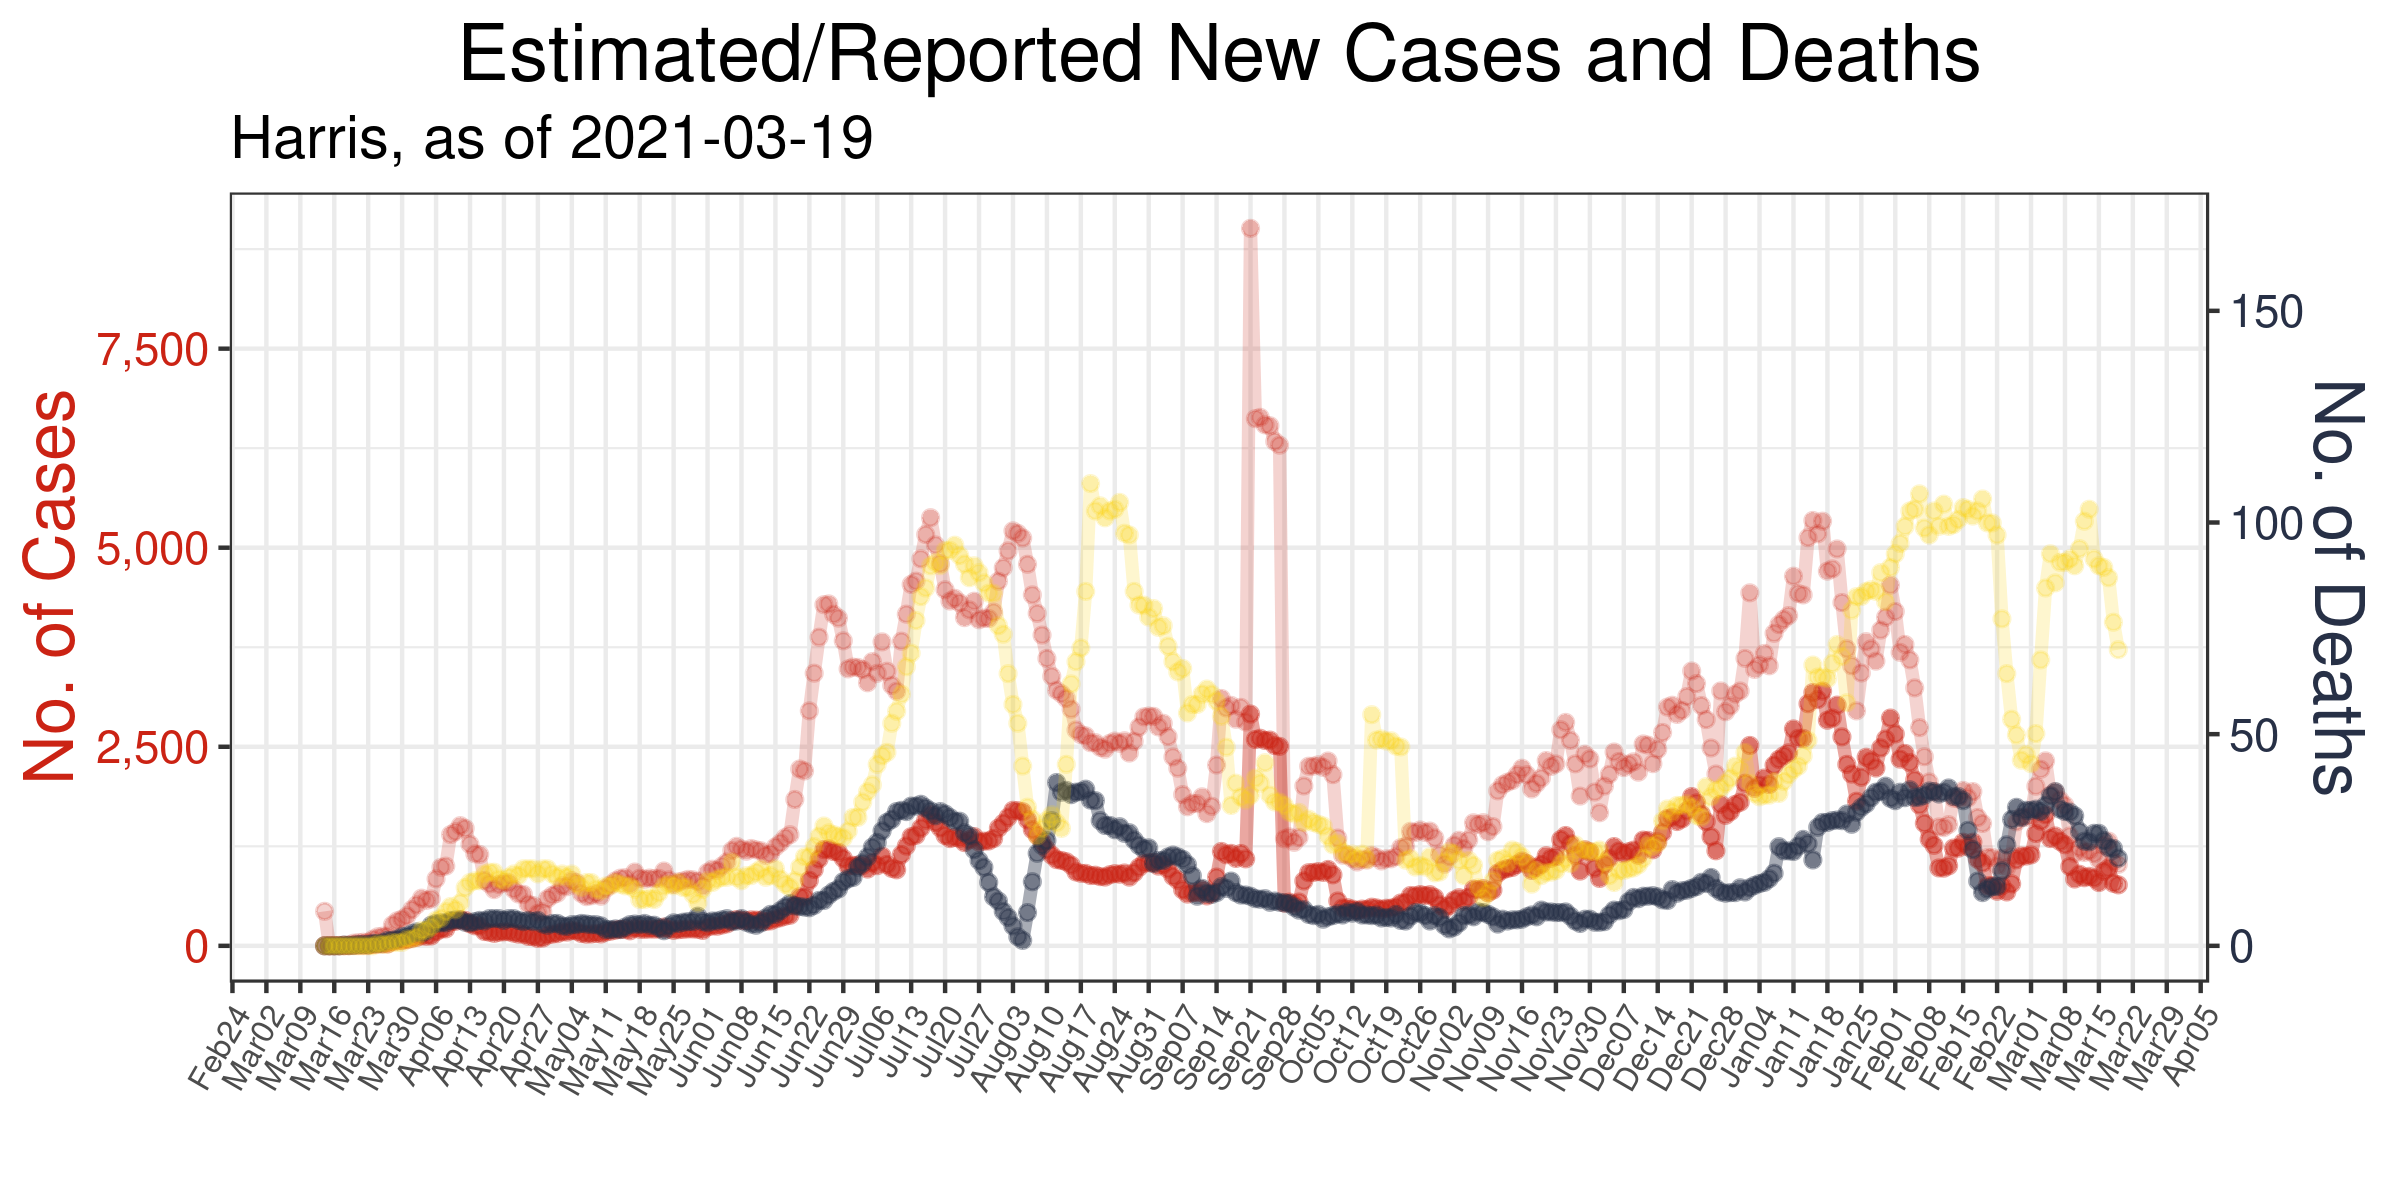 Estimated/Reported New Cases and Deaths
Harris, as of 2021-03-19
No. of Cases
7,500
5,000
2,500
0
150
100
50
0
No. of Deaths
Feb24 Mar02 Mar09 Mar16 Mar23 Mar30 Apr06 Apr13 Apr20 Apr27 May04 May11 May18 May25 Jun01 Jun08 Jun15 Jun22 Jun29 Jul06 Jul13 Jul20 Jul27 Aug03 Aug10 Aug17 Aug24 Aug31 Sep07 Sep14 Sep21 Sep28 Oct05 Oct12 Oct19 Oct26 Nov02 Nov09 Nov16 Nov23 Nov30 Nov07 Dec14 Dec21 Dec28 Dec04 Jan11 Jan18 Jan25 Jan01 Feb08 Feb15 Feb22 Mar01 Mar08 Mar15 Mar22 Mar29 Apr05